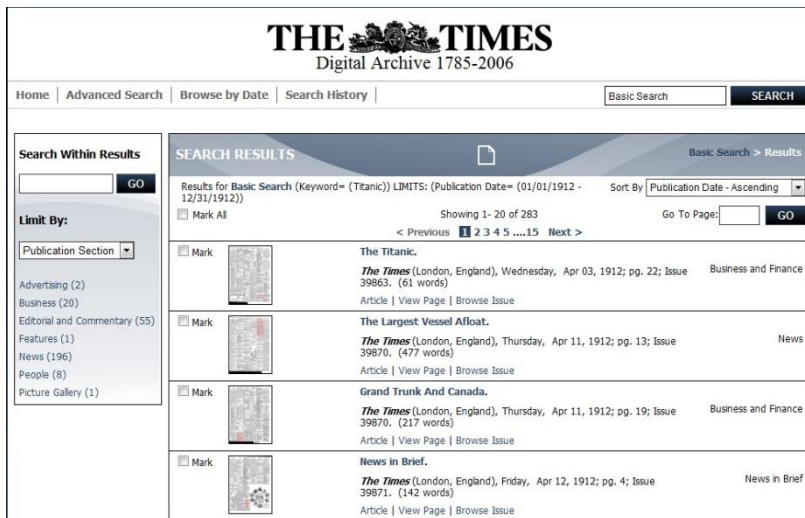 THE TIMES
Digital Archive 1785-2006
Home | Advanced Search | Browse by Date | Search History |
Basic Search SEARCH
Search Within Results
GO
Limit By:
Publication Section
Advertising (2)
Business (20)
Editorial and Commentary (55)
Features (1)
News (196)
People (8)
Picture Gallery (1)
SEARCH RESULTS
Basic Search > Results
Results for Basic Search (Keyword= (Titanic)) LIMITS: (Publication Date= (01/01/1912 -
12/31/1912))
Sort By Publication Date - Ascending
Mark All
Showing 1- 20 of 283
Go To Page: GO
< Previous 1 2 3 4 5 ....15 Next >
Mark
The Titanic.
The Times (London, England), Wednesday, Apr 03, 1912; pg. 22; Issue
39863. (61 words)
Business and Finance
Article | View Page | Browse Issue
Mark
The Largest Vessel Afloat.
The Times (London, England), Thursday, Apr 11, 1912; pg. 13; Issue
39870. (477 words)
News
Article | View Page | Browse Issue
Mark
Grand Trunk And Canada.
The Times (London, England), Thursday, Apr 11, 1912; pg. 19; Issue
39870. (217 words)
Business and Finance
Article | View Page | Browse Issue
Mark
News in Brief.
The Times (London, England), Friday, Apr 12, 1912; pg. 4; Issue
39871. (142 words)
News in Brief
Article | View Page | Browse Issue